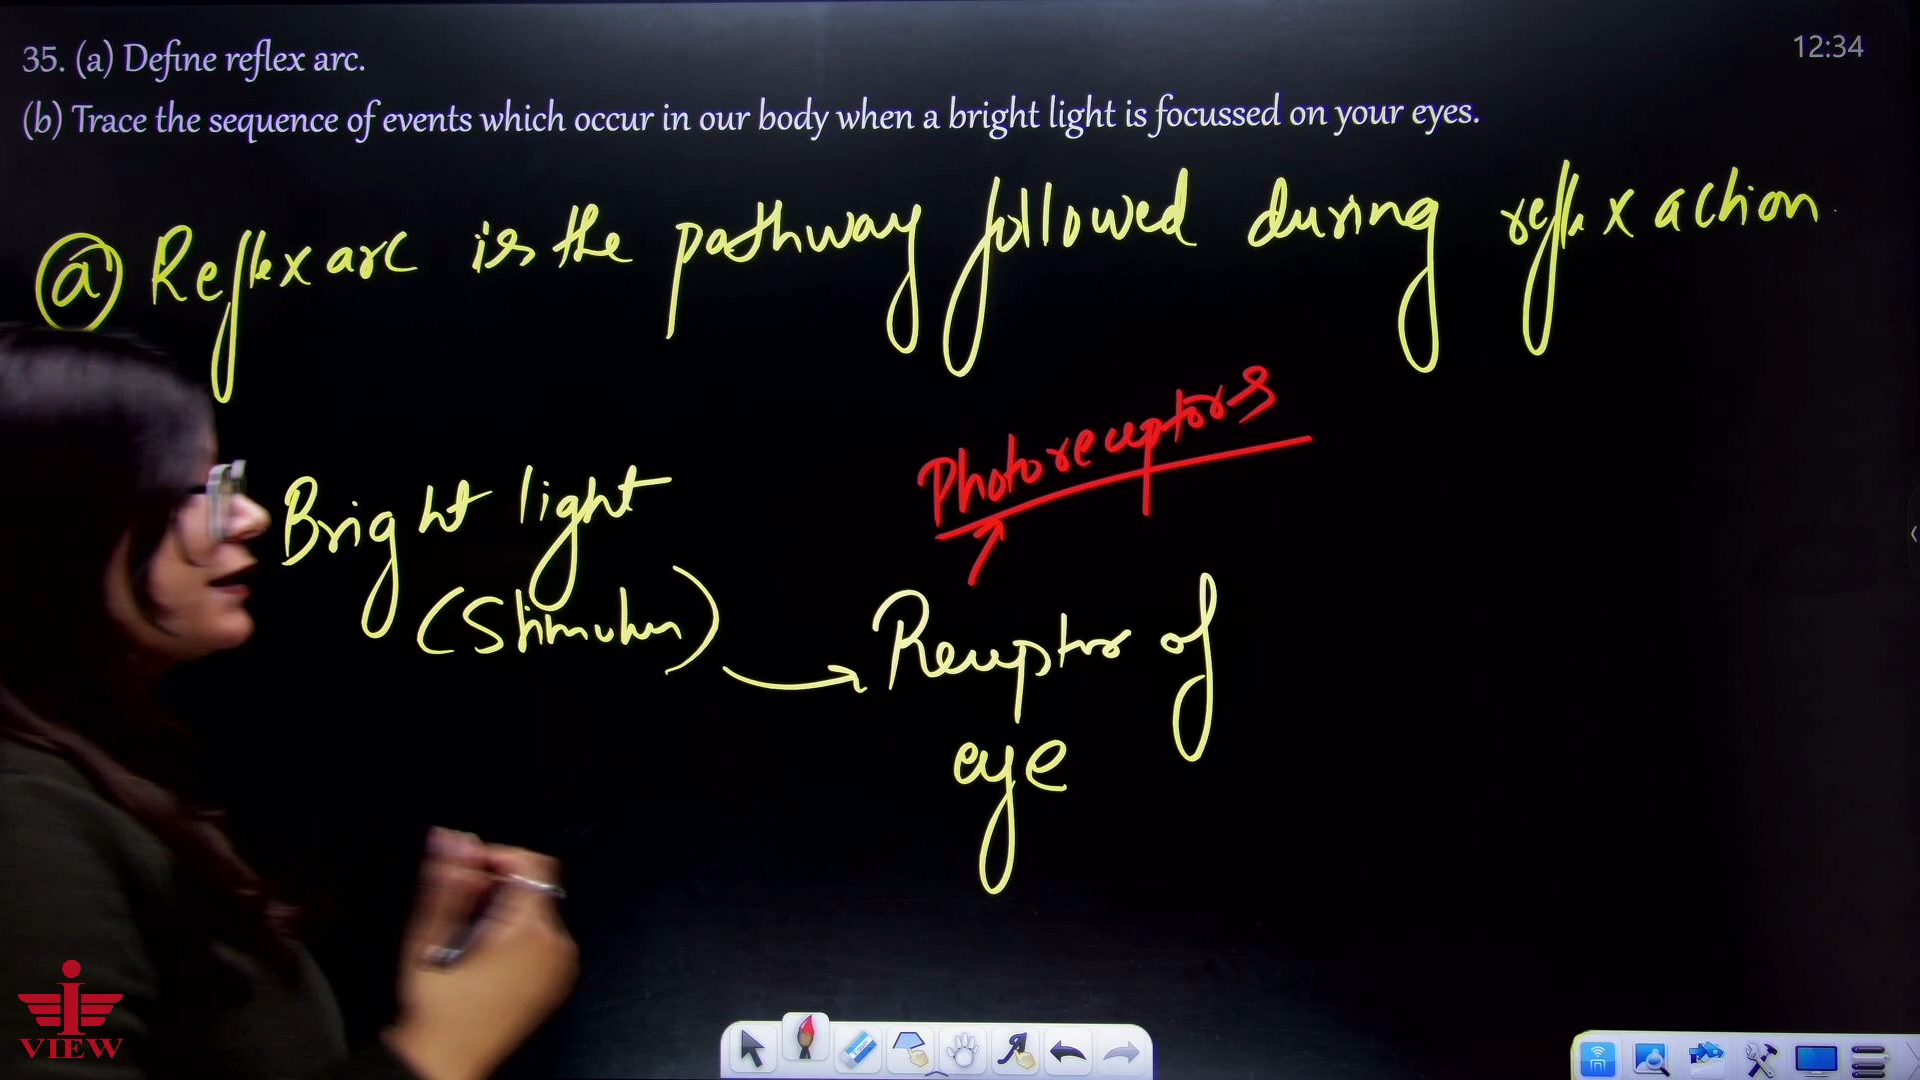 35. (a) Define reflex arc.
12:34
(b) Trace the sequence of events which occur in our body when a bright light is focussed on your eyes.
(a) Reflex arc is the pathway followed during reflex action
Photoreceptors
Bright light
(Stimulus)
Receptor of
eye
VIEW